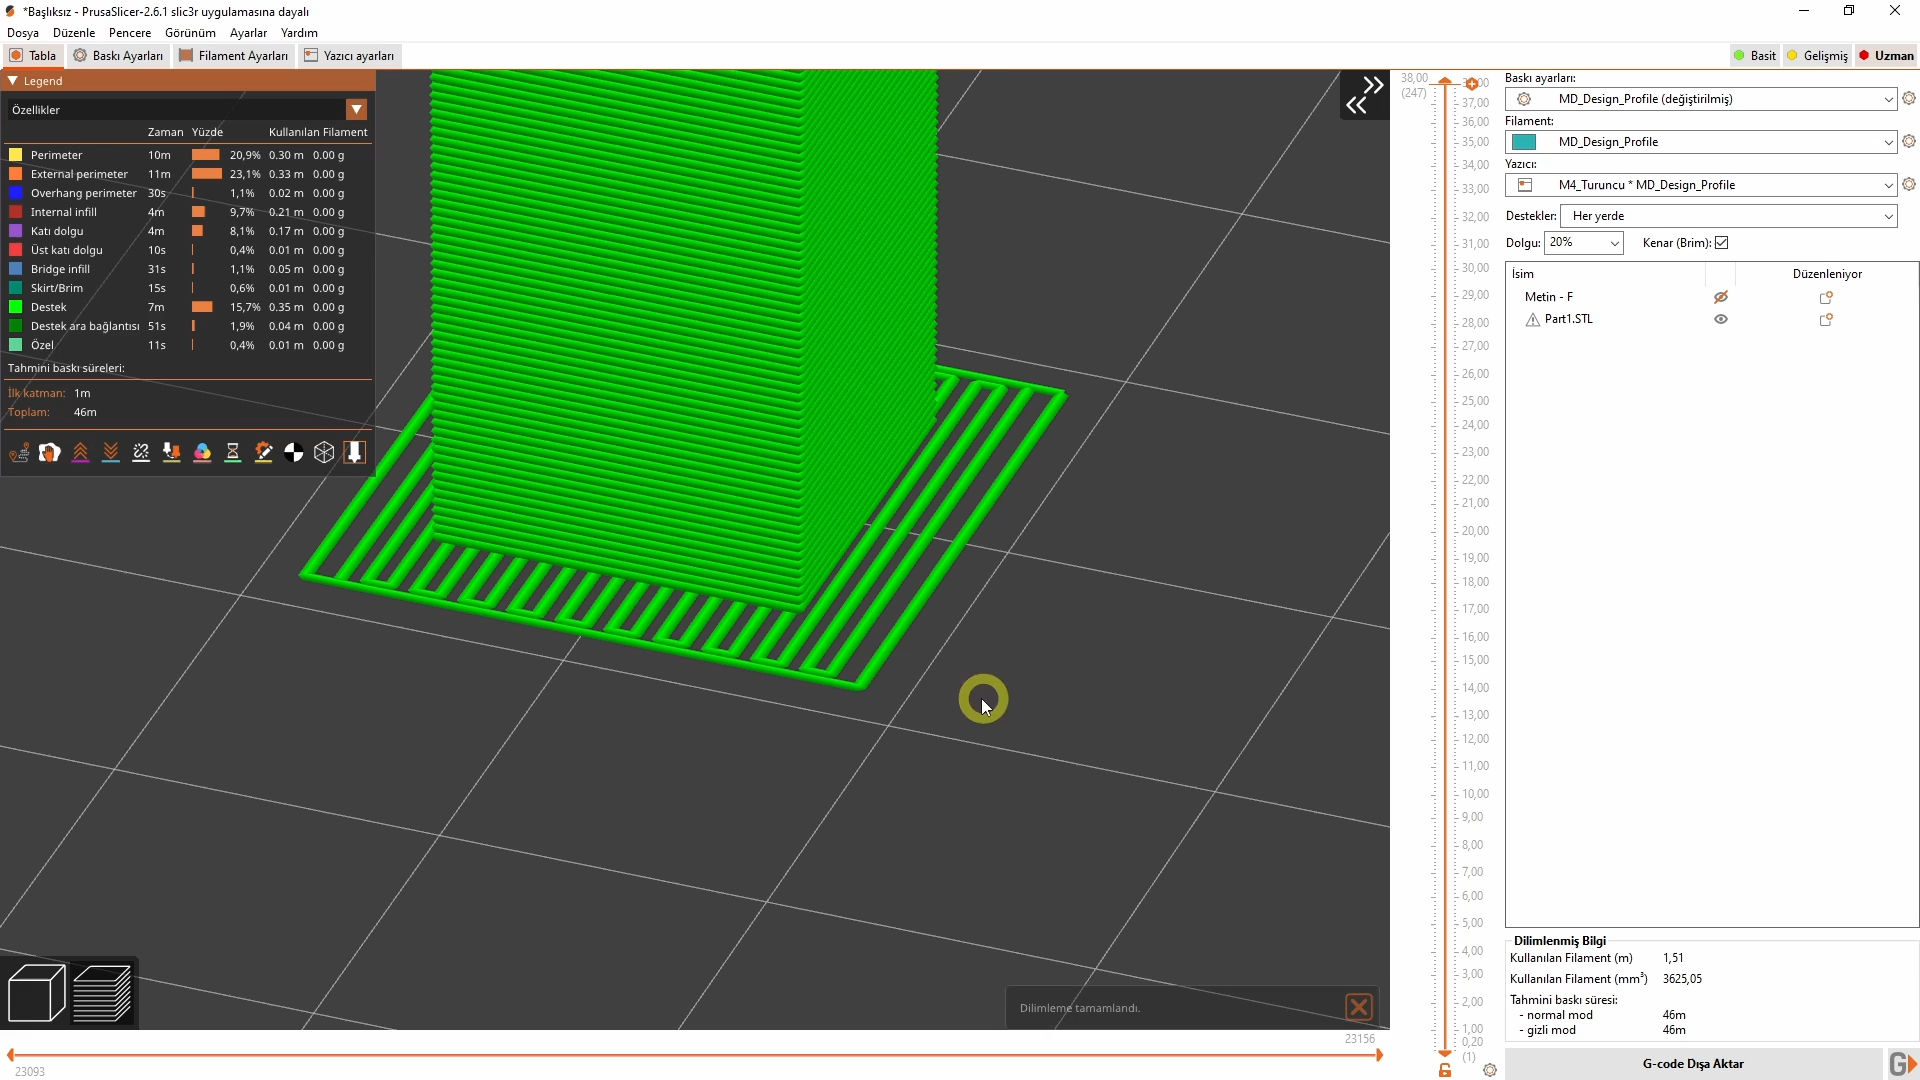 *Başlıksız - PrusaSlicer-2.6.1 slic3r uygulamasına dayalı
Dosya Düzenle Pencere Görünüm Ayarlar Yardım
Tabla Baskı Ayarları Filament Ayarları Yazıcı ayarları
Basit Gelişmiş Uzman
Legend
Özellikler
Zaman Yüzde Kullanılan Filament
Perimeter 10m 20,9% 0.30 m 0.00 g
External perimeter 11m 23,1% 0.33 m 0.00 g
Overhang perimeter 30s 1,1% 0.02 m 0.00 g
Internal infill 4m 9,7% 0.21 m 0.00 g
Katı dolgu 4m 8,1% 0.17 m 0.00 g
Üst katı dolgu 10s 0,4% 0.01 m 0.00 g
Bridge infill 31s 1,1% 0.05 m 0.00 g
Skirt/Brim 15s 0,6% 0.01 m 0.00 g
Destek 7m 15,7% 0.35 m 0.00 g
Destek ara bağlantısı 51s 1,9% 0.04 m 0.00 g
Özel 11s 0,4% 0.01 m 0.00 g
Tahmini baskı süreleri:
İlk katman: 1m
Toplam: 46m
Dilimleme tamamlandı.
23156
23093
38,00
(247)
37,00
36,00
35,00
34,00
33,00
32,00
31,00
30,00
29,00
28,00
27,00
26,00
25,00
24,00
23,00
22,00
21,00
20,00
19,00
18,00
17,00
16,00
15,00
14,00
13,00
12,00
11,00
10,00
9,00
8,00
7,00
6,00
5,00
4,00
3,00
2,00
1,00
0,20
(1)
Baskı ayarları:
MD_Design_Profile (değiştirilmiş)
Filament:
MD_Design_Profile
Yazıcı:
M4_Turuncu * MD_Design_Profile
Destekler: Her yerde
Dolgu: 20% Kenar (Brim):
İsim Düzenleniyor
Metin - F
Part1.STL
Dilimlenmiş Bilgi
Kullanılan Filament (m) 1,51
Kullanılan Filament (mm³) 3625,05
Tahmini baskı süresi:
- normal mod 46m
- gizli mod 46m
G-code Dışa Aktar
G